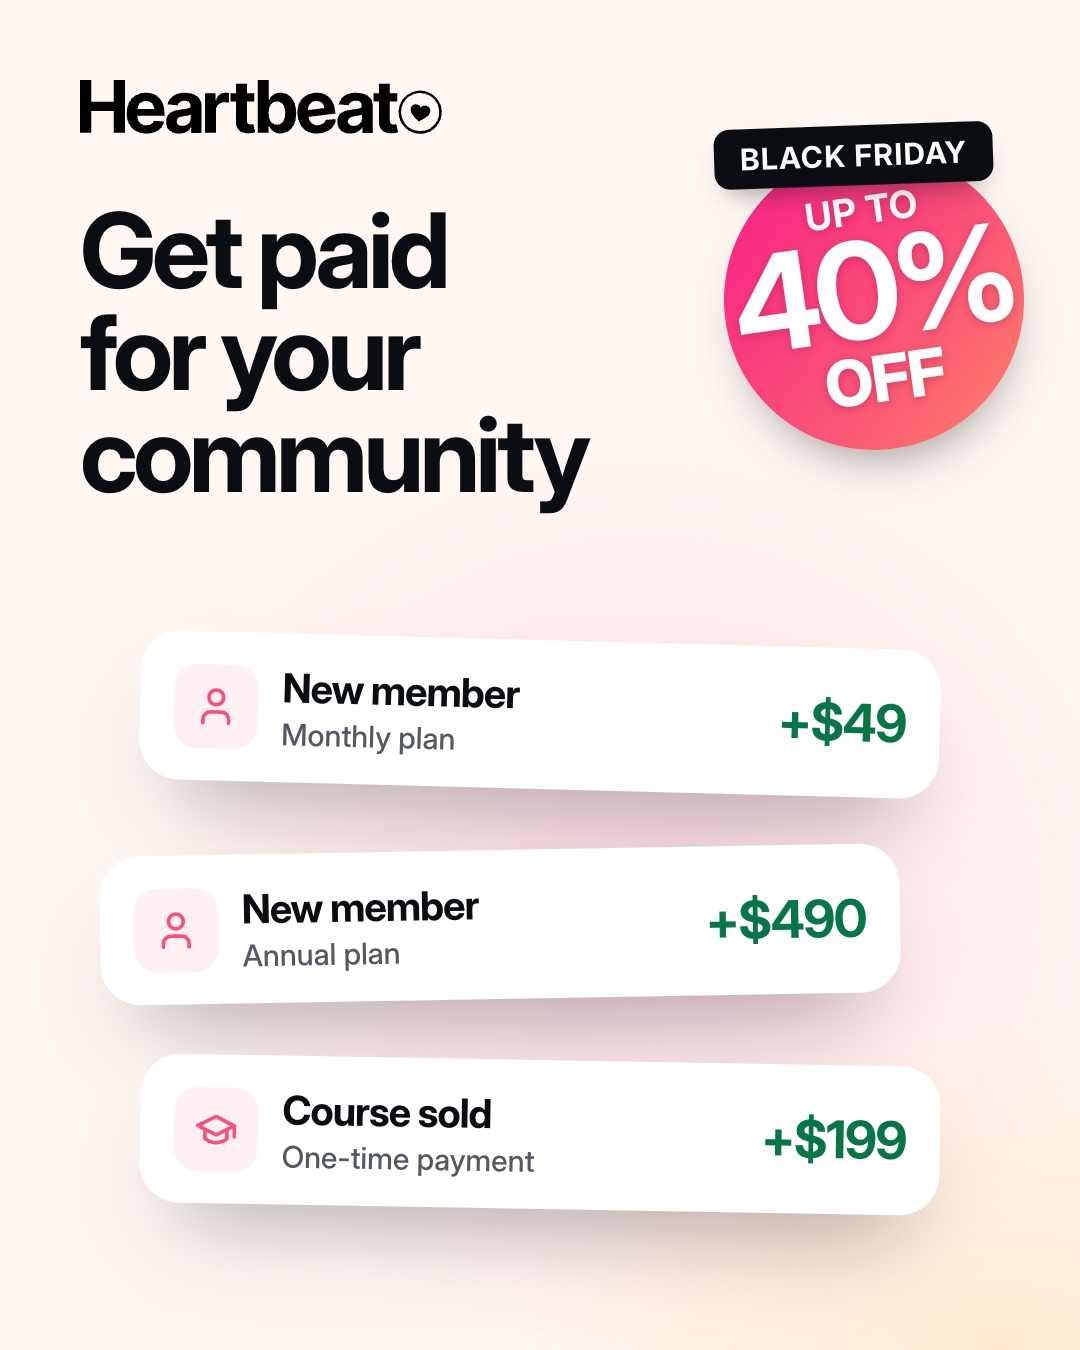 Heartbeat
BLACK FRIDAY
UP TO
40%
OFF
Get paid
for your
community
New member
Monthly plan
+$49
New member
Annual plan
+$490
Course sold
One-time payment
+$199